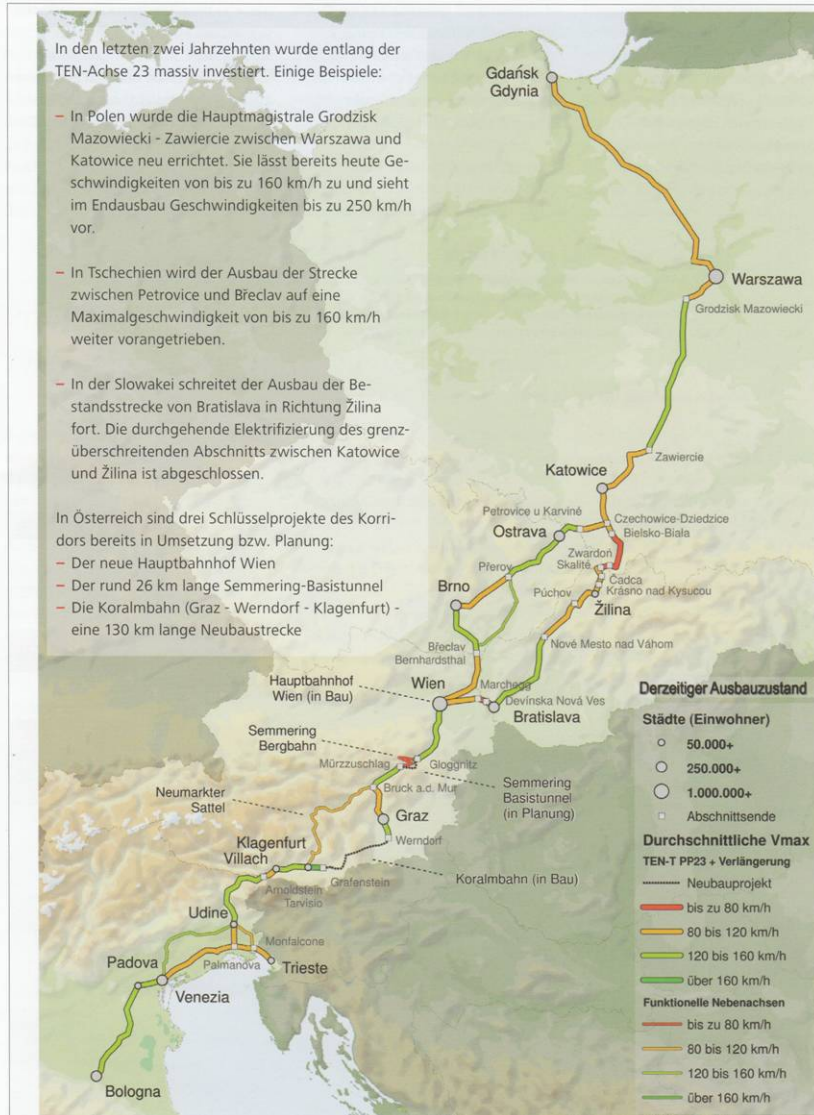 In den letzten zwei Jahrzehnten wurde entlang der
TEN-Achse 23 massiv investiert. Einige Beispiele:
– In Polen wurde die Hauptmagistrale Grodzisk
Mazowiecki - Zawiercie zwischen Warszawa und
Katowice neu errichtet. Sie lässt bereits heute Ge-
schwindigkeiten von bis zu 160 km/h zu und sieht
im Endausbau Geschwindigkeiten bis zu 250 km/h
vor.
– In Tschechien wird der Ausbau der Strecke
zwischen Petrovice und Břeclav auf eine
Maximalgeschwindigkeit von bis zu 160 km/h
weiter vorangetrieben.
– In der Slowakei schreitet der Ausbau der Be-
standsstrecke von Bratislava in Richtung Žilina
fort. Die durchgehende Elektrifizierung des grenz-
überschreitenden Abschnitts zwischen Katowice
und Žilina ist abgeschlossen.
In Österreich sind drei Schlüsselprojekte des Korri-
dors bereits in Umsetzung bzw. Planung:
– Der neue Hauptbahnhof Wien
– Der rund 26 km lange Semmering-Basistunnel
– Die Koralmbahn (Graz - Werndorf - Klagenfurt) -
eine 130 km lange Neubaustrecke
Gdańsk
Gdynia
Warszawa
Grodzisk Mazowiecki
Zawiercie
Katowice
Petrovice u Karviné
Czechowice-Dziedzice
Ostrava
Bielsko-Biała
Zwardoń
Skalité
Přerov
Čadca
Krásno nad Kysucou
Brno
Púchov
Žilina
Nové Mesto nad Váhom
Břeclav
Bernhardsthal
Hauptbahnhof
Wien (in Bau)
Wien
Marchegg
Devínska Nová Ves
Bratislava
Semmering
Bergbahn
Mürzzuschlag
Gloggnitz
Semmering
Basistunnel
(in Planung)
Neumarkter
Sattel
Bruck a.d. Mur
Graz
Werndorf
Klagenfurt
Villach
Grafenstein
Koralmbahn (in Bau)
Arnoldstein
Tarvisio
Udine
Monfalcone
Padova
Palmanova
Trieste
Venezia
Bologna
Derzeitiger Ausbauzustand
Städte (Einwohner)
50.000+
250.000+
1.000.000+
Abschnittsende
Durchschnittliche Vmax
TEN-T PP23 + Verlängerung
Neubauprojekt
bis zu 80 km/h
80 bis 120 km/h
120 bis 160 km/h
über 160 km/h
Funktionelle Nebenachsen
bis zu 80 km/h
80 bis 120 km/h
120 bis 160 km/h
über 160 km/h